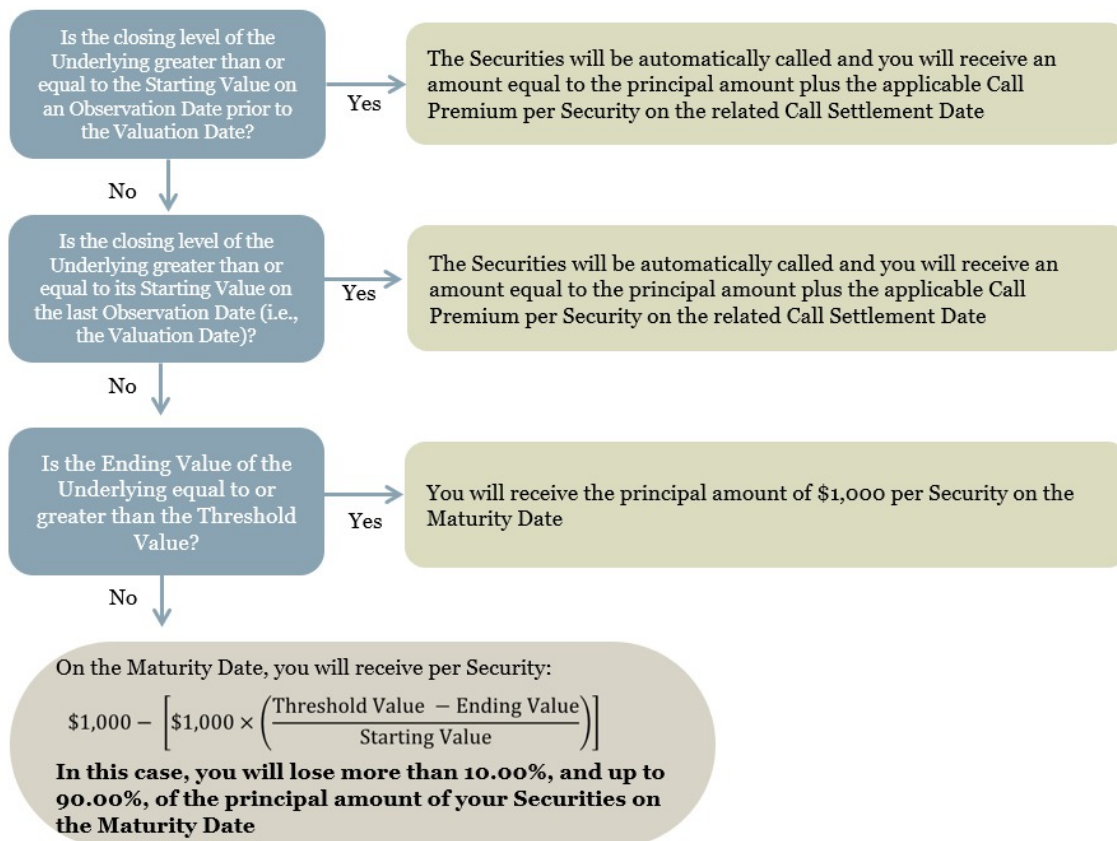 Is the closing level of the
Underlying greater than or
equal to the Starting Value on
an Observation Date prior to
the Valuation Date?
Yes
The Securities will be automatically called and you will receive an
amount equal to the principal amount plus the applicable Call
Premium per Security on the related Call Settlement Date
No
Is the closing level of the
Underlying greater than or
equal to its Starting Value on
the last Observation Date (i.e.,
the Valuation Date)?
Yes
The Securities will be automatically called and you will receive an
amount equal to the principal amount plus the applicable Call
Premium per Security on the related Call Settlement Date
No
Is the Ending Value of the
Underlying equal to or
greater than the Threshold
Value?
Yes
You will receive the principal amount of $1,000 per Security on the
Maturity Date
No
On the Maturity Date, you will receive per Security:
$1,000 − [$1,000 × (Threshold Value − Ending Value / Starting Value)]
In this case, you will lose more than 10.00%, and up to
90.00%, of the principal amount of your Securities on
the Maturity Date